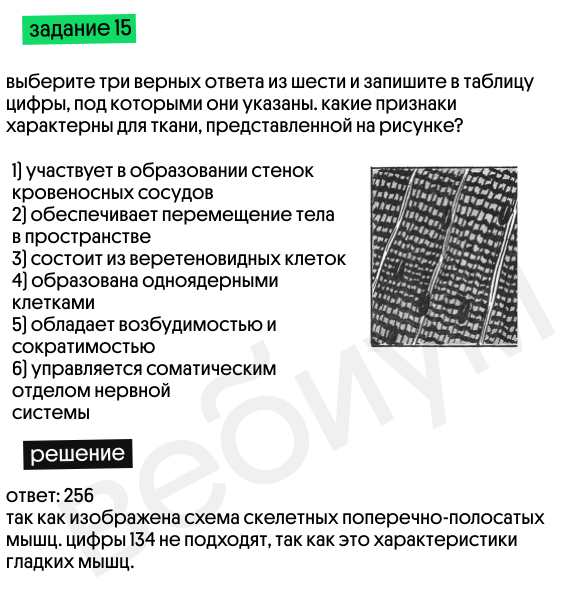 задание 15
выберите три верных ответа из шести и запишите в таблицу
цифры, под которыми они указаны. какие признаки
характерны для ткани, представленной на рисунке?
1) участвует в образовании стенок
кровеносных сосудов
2) обеспечивает перемещение тела
в пространстве
3) состоит из веретеновидных клеток
4) образована одноядерными
клетками
5) обладает возбудимостью и
сократимостью
6) управляется соматическим
отделом нервной
системы
вебиум
решение
ответ: 256
так как изображена схема скелетных поперечно-полосатых
мышц. цифры 134 не подходят, так как это характеристики
гладких мышц.